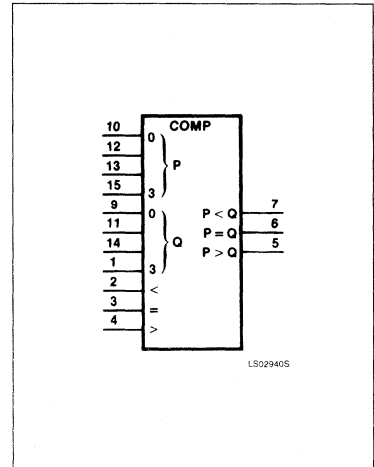 COMP
10 0
12
13 P
15 3
9 0 P < Q 7
11 P = Q 6
14 Q P > Q 5
1 3
2 <
3 =
4 >
LS02940S